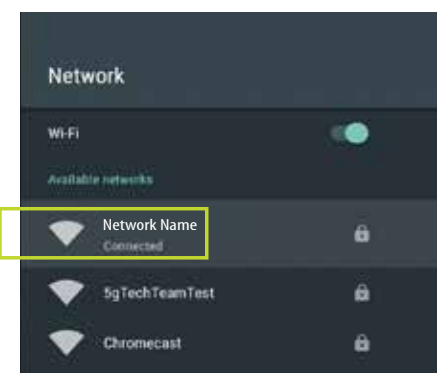 Network
Wi-Fi
Available networks
Network Name
Connected
5gTechTeamTest
Chromecast